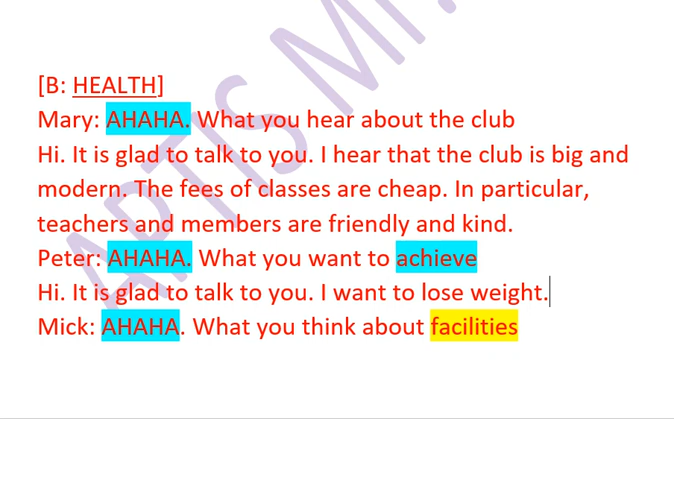 [B: HEALTH]
Mary: AHAHA. What you hear about the club
Hi. It is glad to talk to you. I hear that the club is big and
modern. The fees of classes are cheap. In particular,
teachers and members are friendly and kind.
Peter: AHAHA. What you want to achieve
Hi. It is glad to talk to you. I want to lose weight.
Mick: AHAHA. What you think about facilities